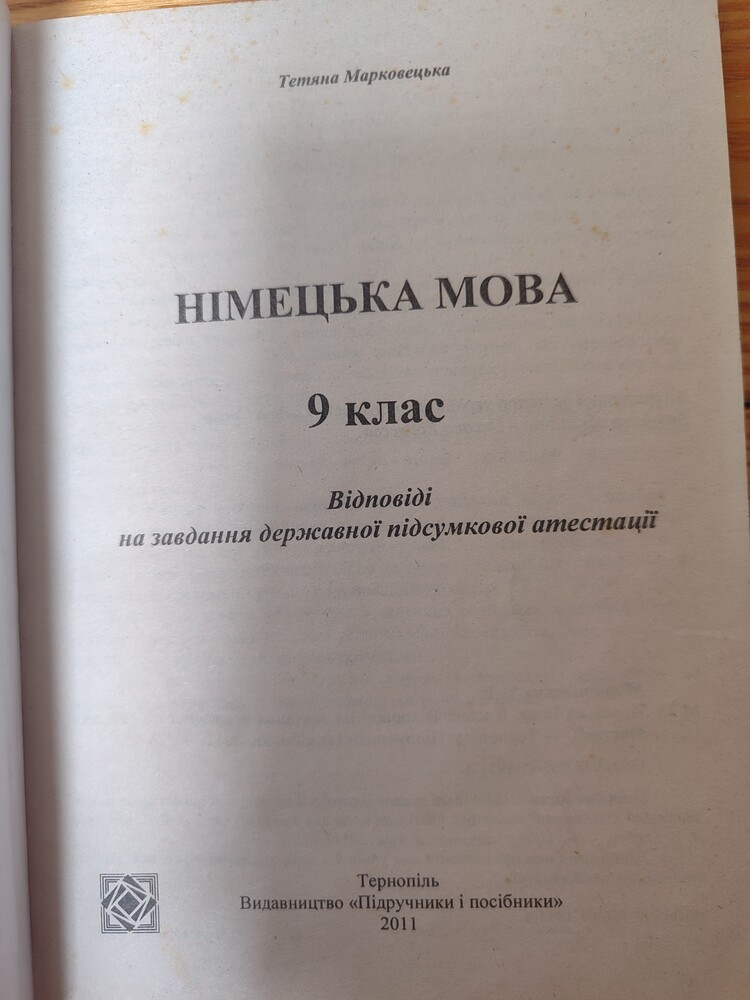 Тетяна Марковецька
НІМЕЦЬКА МОВА
9 клас
Відповіді
на завдання державної підсумкової атестації
Тернопіль
Видавництво «Підручники і посібники»
2011